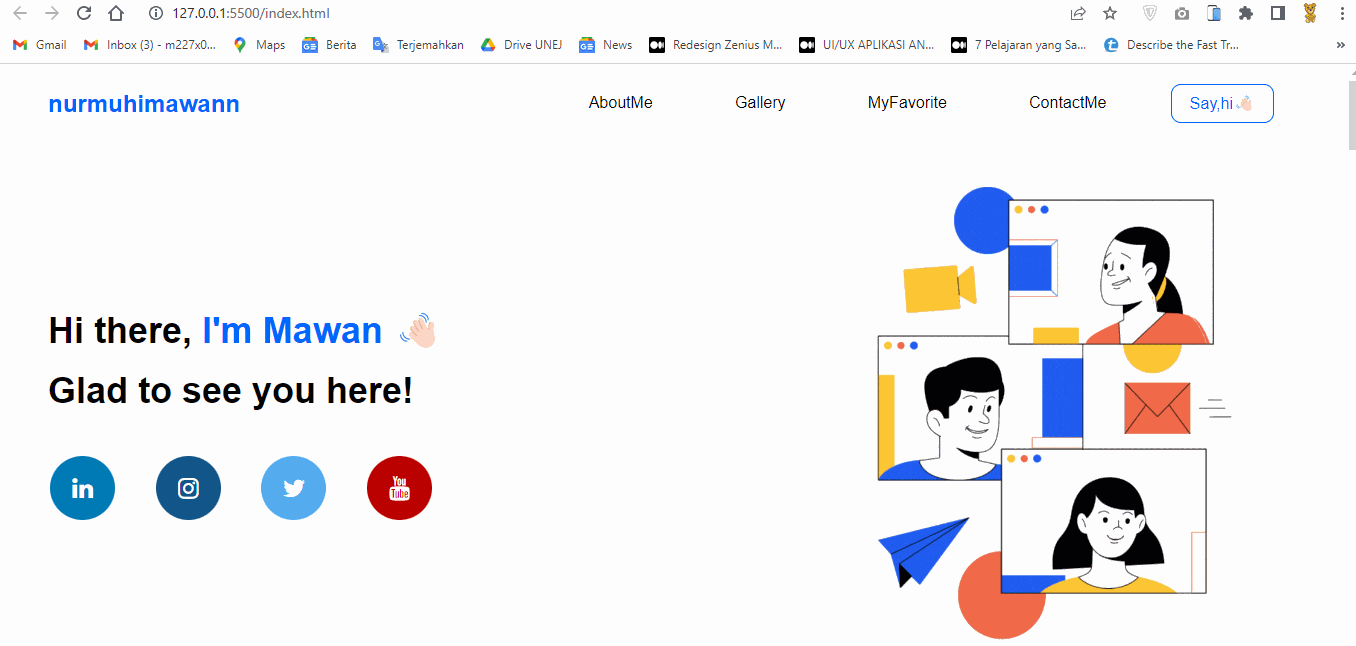 127.0.0.1:5500/index.html
Gmail Inbox (3) - m227x0... Maps Berita Terjemahkan Drive UNEJ News Redesign Zenius M... UI/UX APLIKASI AN... 7 Pelajaran yang Sa... Describe the Fast Tr... »
nurmuhimawann AboutMe Gallery MyFavorite ContactMe Say,hi👋🏻
Hi there, I'm Mawan 👋🏻
Glad to see you here!
in You
Tube